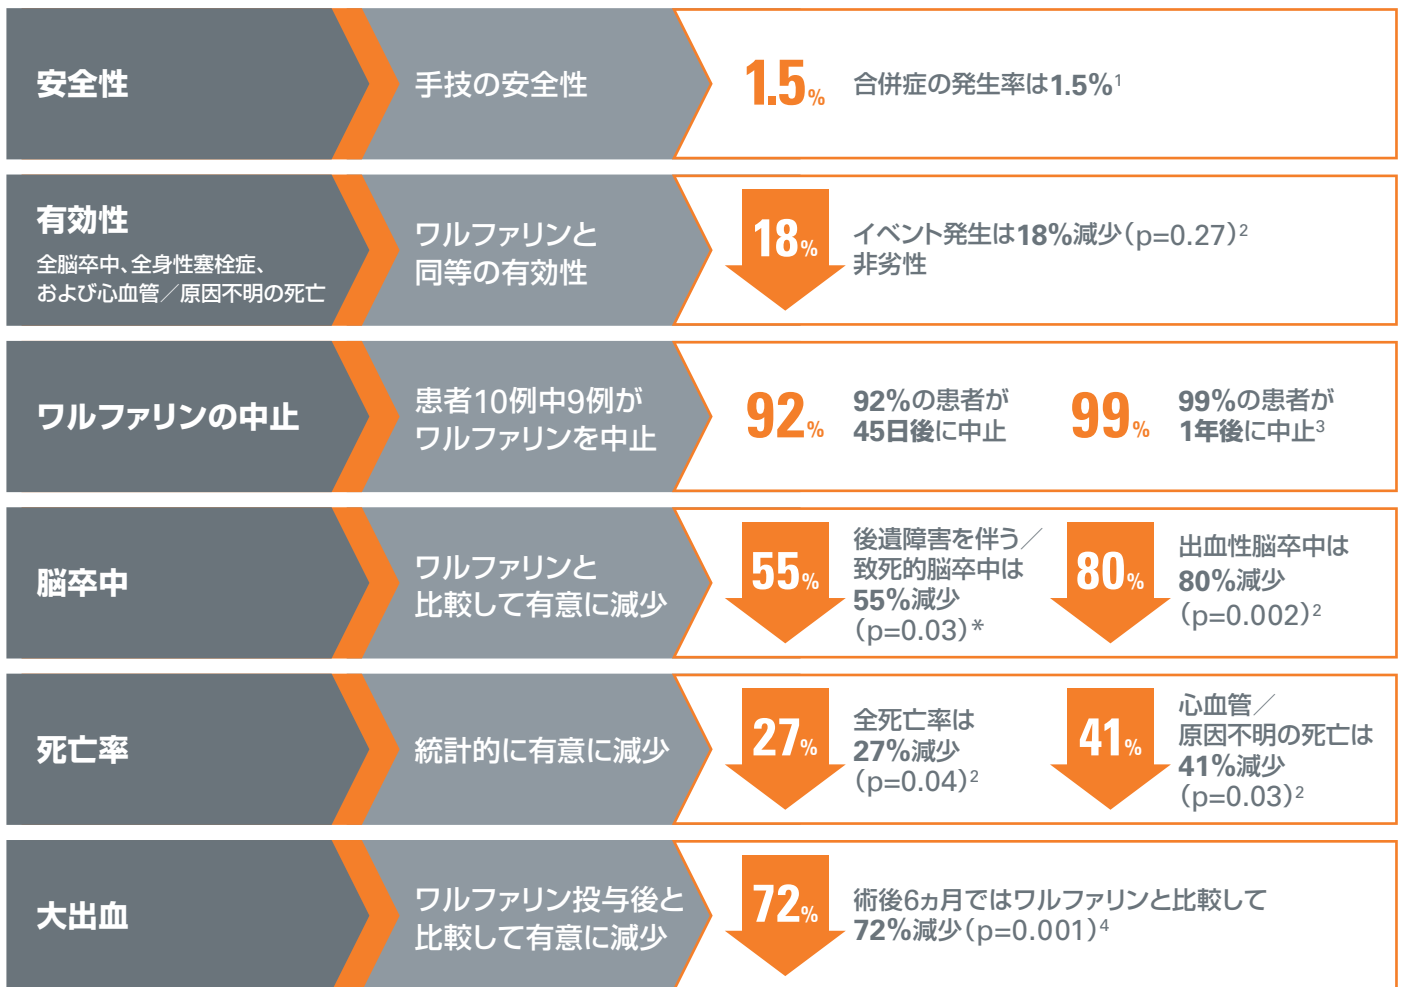 安全性
手技の安全性
1.5%
合併症の発生率は1.5%1
有効性
全脳卒中、全身性塞栓症、
および心血管／原因不明の死亡
ワルファリンと
同等の有効性
18%
イベント発生は18%減少(p=0.27)2
非劣性
ワルファリンの中止
患者10例中9例が
ワルファリンを中止
92%
92%の患者が
45日後に中止
99%
99%の患者が
1年後に中止3
脳卒中
ワルファリンと
比較して有意に減少
55%
後遺障害を伴う／
致死的脳卒中は
55%減少
(p=0.03)*
80%
出血性脳卒中は
80%減少
(p=0.002)2
死亡率
統計的に有意に減少
27%
全死亡率は
27%減少
(p=0.04)2
41%
心血管／
原因不明の死亡は
41%減少
(p=0.03)2
大出血
ワルファリン投与後と
比較して有意に減少
72%
術後6ヵ月ではワルファリンと比較して
72%減少(p=0.001)4